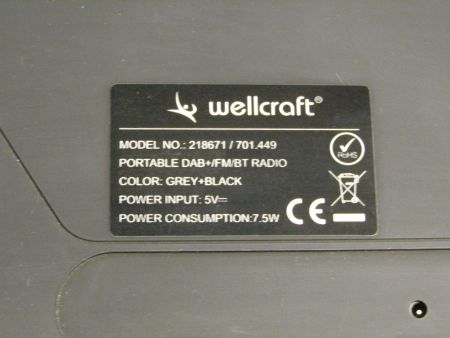 wellcraft®
MODEL NO.: 218671 / 701.449
PORTABLE DAB+/FM/BT RADIO
COLOR: GREY+BLACK
POWER INPUT: 5V⎓
POWER CONSUMPTION:7.5W
RoHS
CE